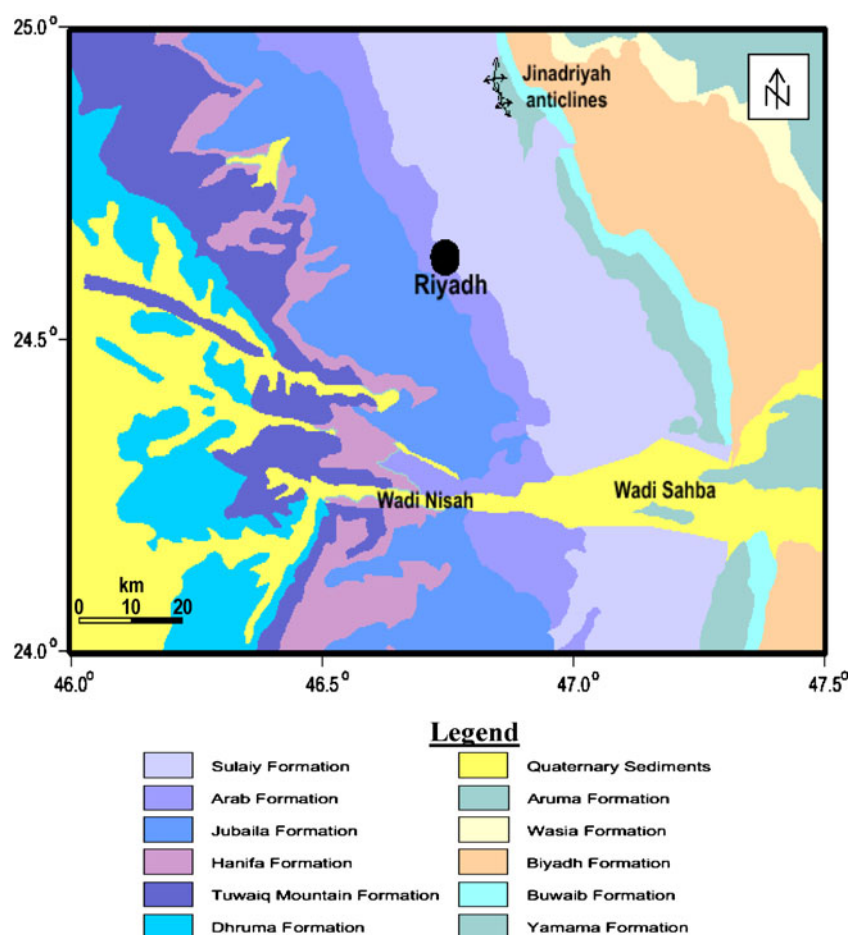 25.0°
Jinadriyah
anticlines
N
Riyadh
24.5°
Wadi Nisah
Wadi Sahba
km
0 10 20
24.0°
46.0° 46.5° 47.0° 47.5°
Legend
Sulaiy Formation
Arab Formation
Jubaila Formation
Hanifa Formation
Tuwaiq Mountain Formation
Dhruma Formation
Quaternary Sediments
Aruma Formation
Wasia Formation
Biyadh Formation
Buwaib Formation
Yamama Formation